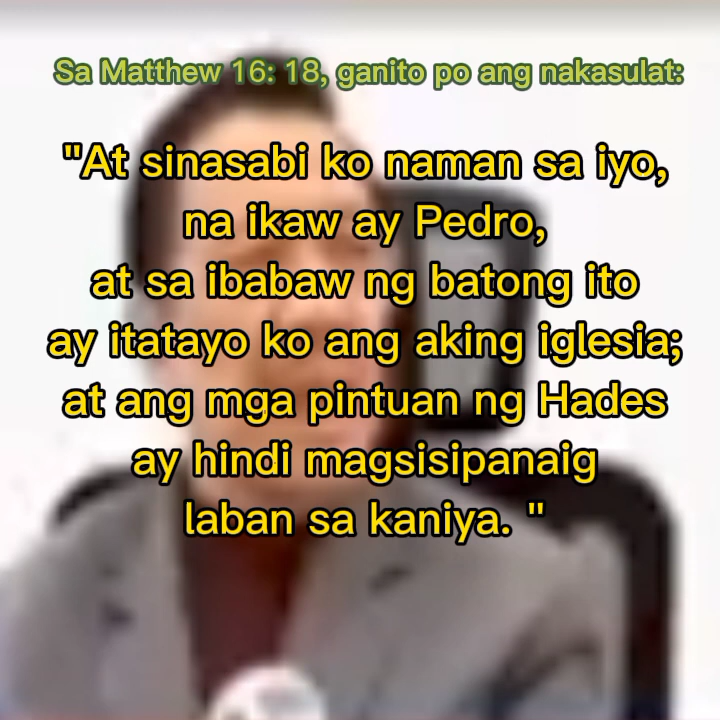 Sa Matthew 16: 18, ganito po ang nakasulat:
"At sinasabi ko naman sa iyo,
na ikaw ay Pedro,
at sa ibabaw ng batong ito
ay itatayo ko ang aking iglesia;
at ang mga pintuan ng Hades
ay hindi magsisipanaig
laban sa kaniya. "